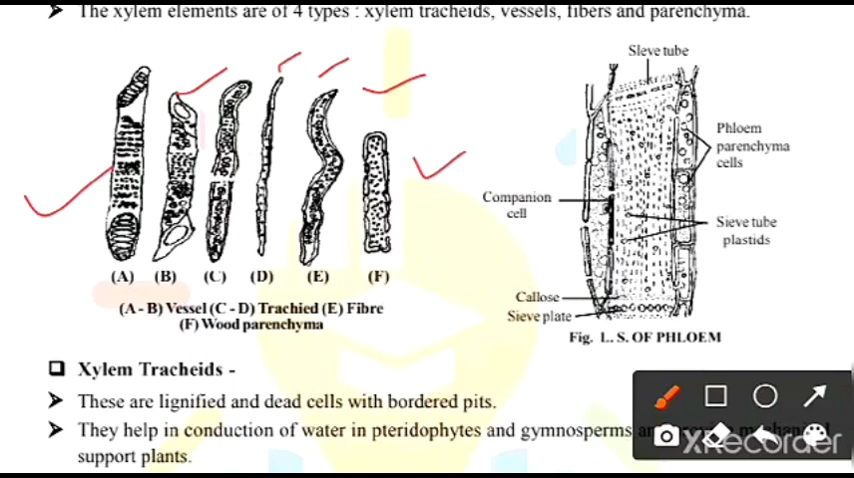 The xylem elements are of 4 types : xylem tracheids, vessels, fibers and parenchyma.
Sleve tube
Phloem
parenchyma
cells
Companion
cell
Sieve tube
plastids
Callose
Sieve plate
(A) (B) (C) (D) (E) (F)
(A - B) Vessel (C - D) Trachied (E) Fibre
(F) Wood parenchyma
Fig. L. S. OF PHLOEM
Xylem Tracheids -
These are lignified and dead cells with bordered pits.
They help in conduction of water in pteridophytes and gymnosperms
support plants.
XRecorder